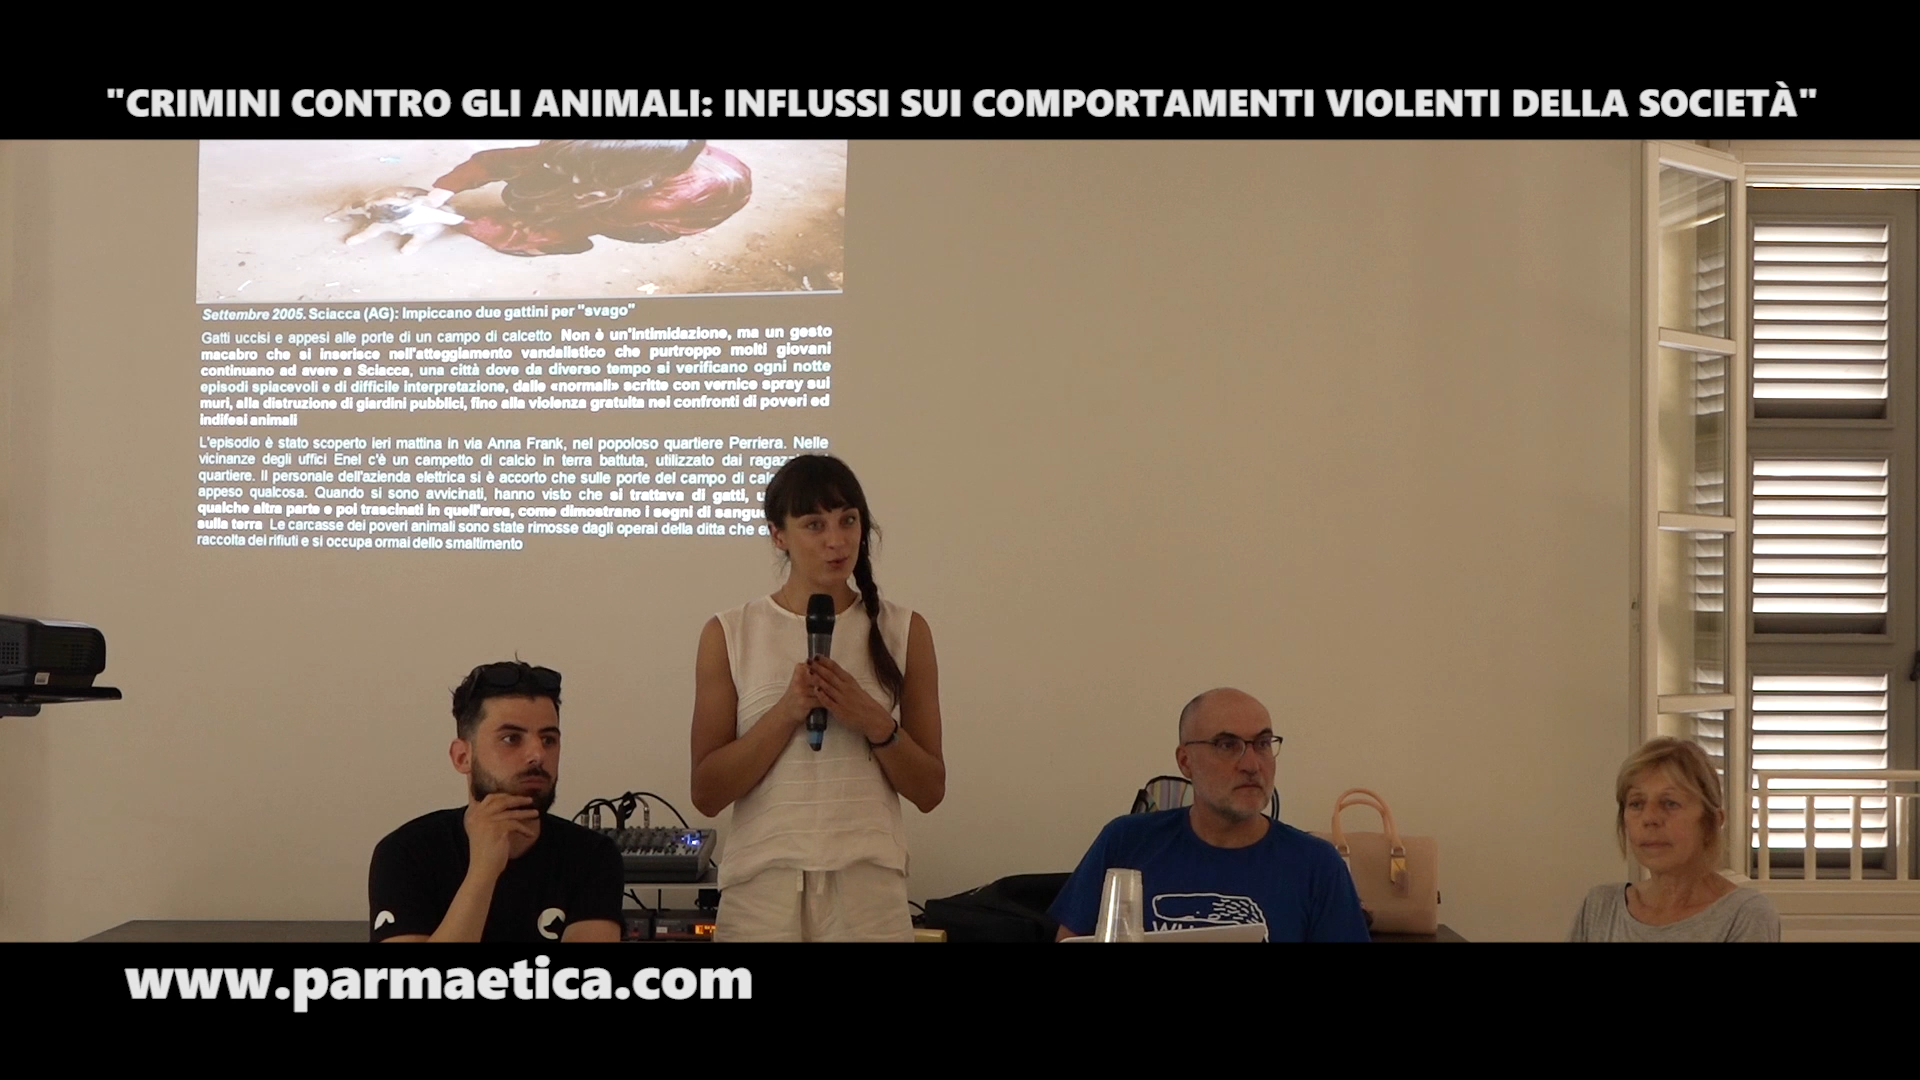 "CRIMINI CONTRO GLI ANIMALI: INFLUSSI SUI COMPORTAMENTI VIOLENTI DELLA SOCIETÀ"
Settembre 2005. Sciacca (AG): Impiccano due gattini per "svago"
Gatti uccisi e appesi alle porte di un campo di calcetto Non è un'intimidazione, ma un gesto
macabro che si inserisce nell'atteggiamento vandalistico che purtroppo molti giovani
continuano ad avere a Sciacca, una città dove da diverso tempo si verificano ogni notte
episodi spiacevoli e di difficile interpretazione, dalle «normali» scritte con vernice spray sui
muri, alla distruzione di giardini pubblici, fino alla violenza gratuita nei confronti di poveri ed
indifesi animali
L'episodio è stato scoperto ieri mattina in via Anna Frank, nel popoloso quartiere Perriera. Nelle
vicinanze degli uffici Enel c'è un campetto di calcio in terra battuta, utilizzato dai
quartiere. Il personale dell'azienda elettrica si è accorto che sulle porte del campo di
appeso qualcosa. Quando si sono avvicinati, hanno visto che si trattava di gatti,
qualche altra parte e poi trascinati in quell'area, come dimostrano i segni di
sulla terra Le carcasse dei poveri animali sono state rimosse dagli operai della ditta che
raccolta dei rifiuti e si occupa ormai dello smaltimento
www.parmaetica.com